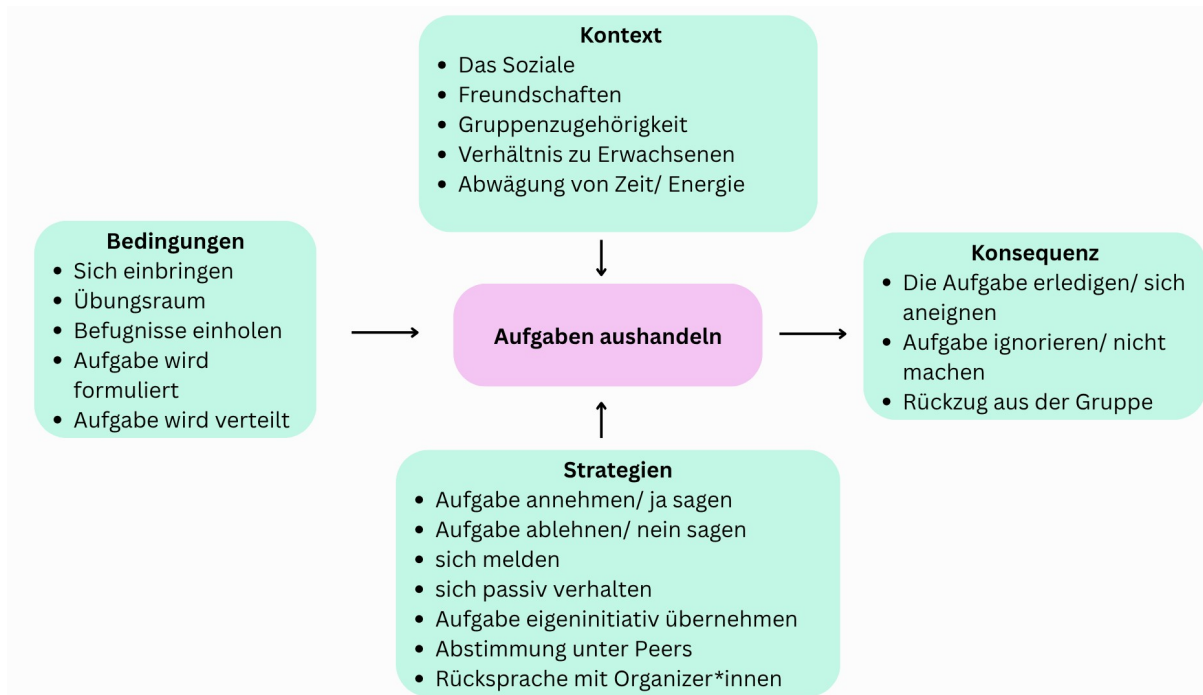 Kontext
• Das Soziale
• Freundschaften
• Gruppenzugehörigkeit
• Verhältnis zu Erwachsenen
• Abwägung von Zeit/ Energie
Bedingungen
• Sich einbringen
• Übungsraum
• Befugnisse einholen
• Aufgabe wird
formuliert
• Aufgabe wird verteilt
Aufgaben aushandeln
Konsequenz
• Die Aufgabe erledigen/ sich
aneignen
• Aufgabe ignorieren/ nicht
machen
• Rückzug aus der Gruppe
Strategien
• Aufgabe annehmen/ ja sagen
• Aufgabe ablehnen/ nein sagen
• sich melden
• sich passiv verhalten
• Aufgabe eigeninitiativ übernehmen
• Abstimmung unter Peers
• Rücksprache mit Organizer*innen